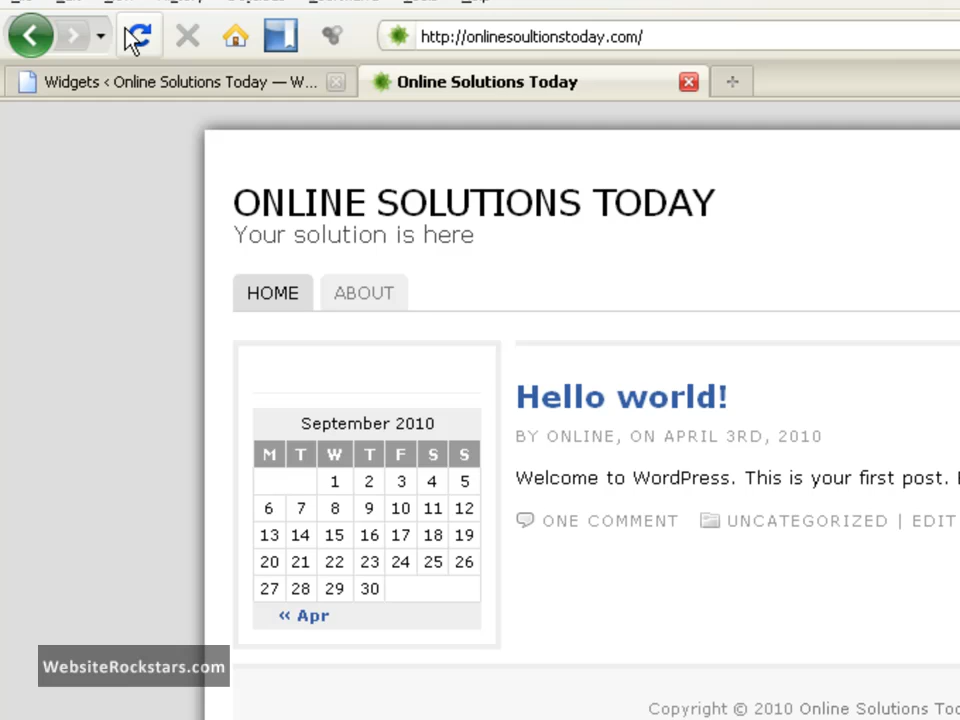 http://onlinesoultionstoday.com/
Widgets < Online Solutions Today — W... Online Solutions Today
ONLINE SOLUTIONS TODAY
Your solution is here
HOME ABOUT
Hello world!
BY ONLINE, ON APRIL 3RD, 2010
Welcome to WordPress. This is your first post.
ONE COMMENT UNCATEGORIZED | EDIT
September 2010
M T W T F S S
1 2 3 4 5
6 7 8 9 10 11 12
13 14 15 16 17 18 19
20 21 22 23 24 25 26
27 28 29 30
« Apr
WebsiteRockstars.com
Copyright © 2010 Online Solutions